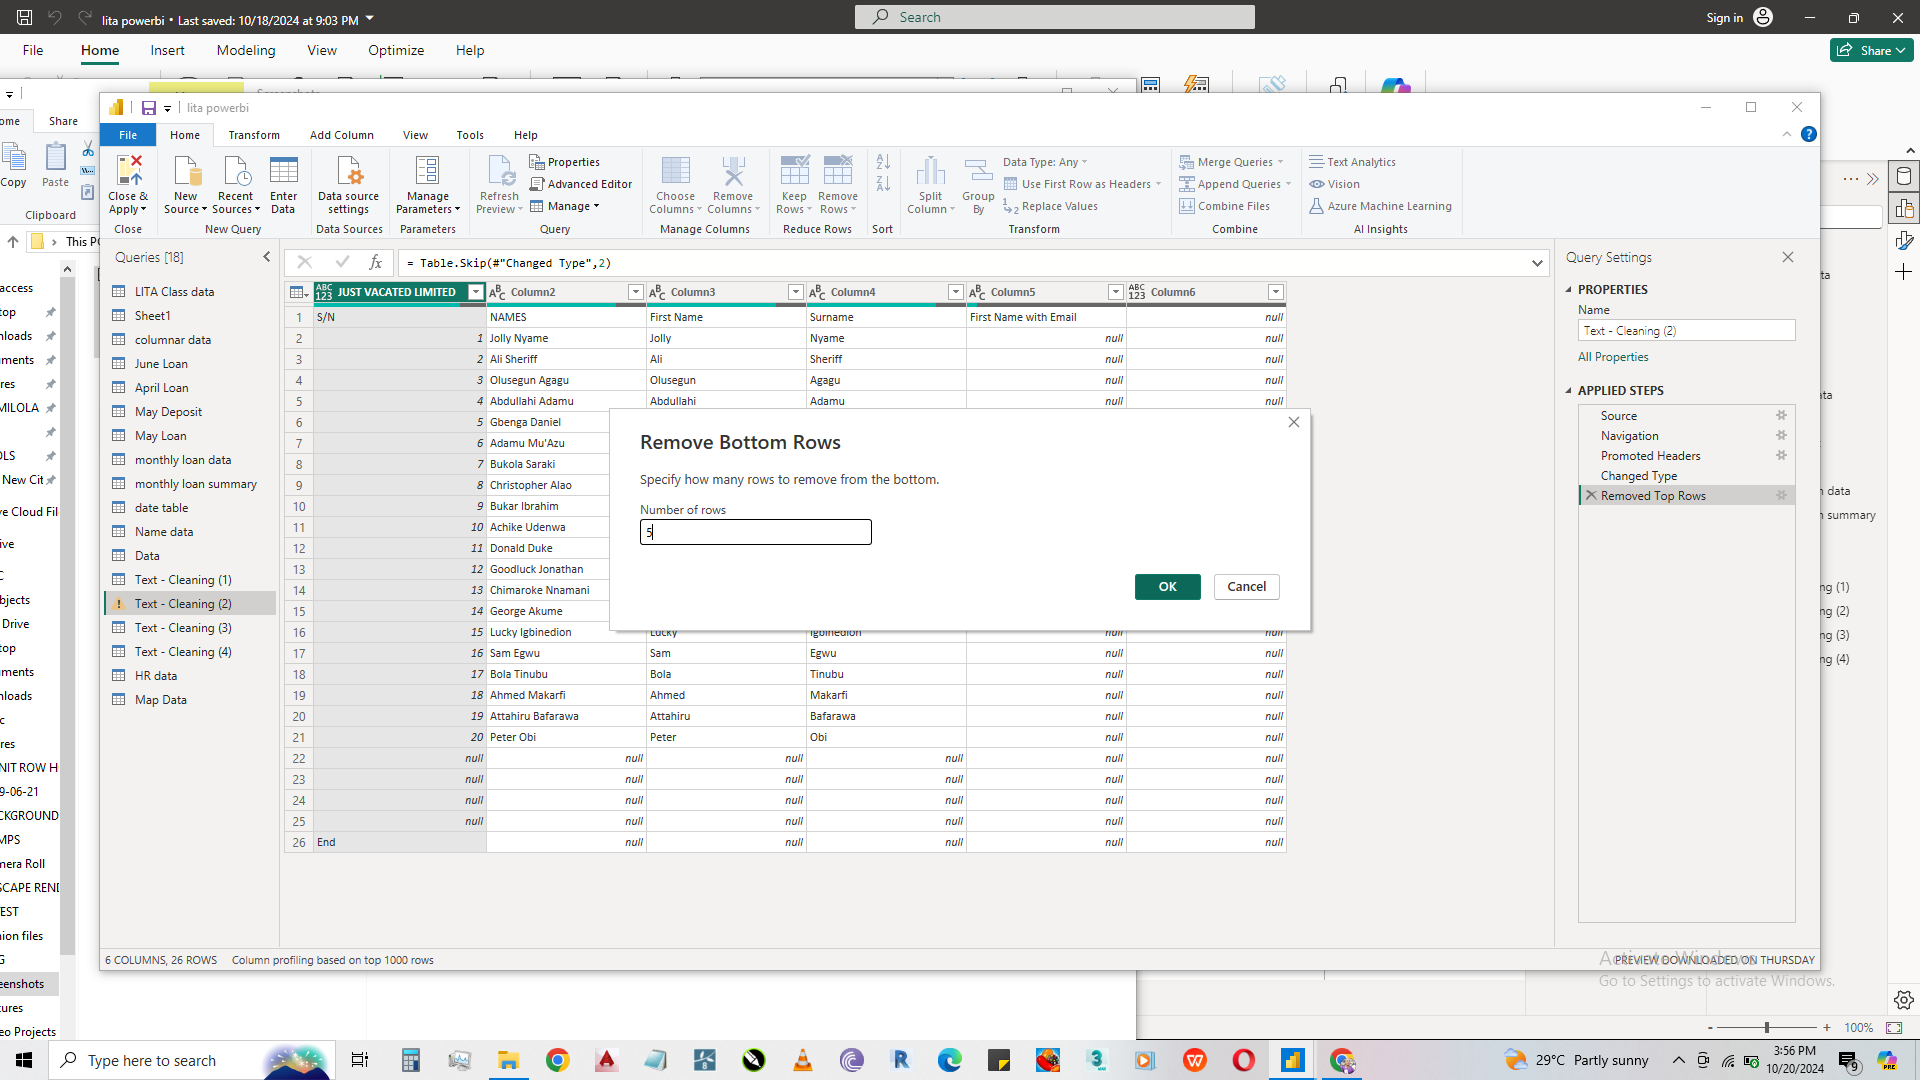 lita powerbi • Last saved: 10/18/2024 at 9:03 PM
Search
Sign in
File Home Insert Modeling View Optimize Help
Share
Share
lita powerbi
File Home Transform Add Column View Tools Help
Copy
Paste
Clipboard
Close & Apply
Close
New Source
Recent Sources
Enter Data
New Query
Data source settings
Data Sources
Manage Parameters
Parameters
Refresh Preview
Properties
Advanced Editor
Manage
Query
Choose Columns
Remove Columns
Manage Columns
Keep Rows
Remove Rows
Reduce Rows
Sort
Split Column
Group By
Data Type: Any
Use First Row as Headers
Replace Values
Transform
Merge Queries
Append Queries
Combine Files
Combine
Text Analytics
Vision
Azure Machine Learning
AI Insights
This P
Queries [18]
LITA Class data
Sheet1
columnar data
June Loan
April Loan
May Deposit
May Loan
monthly loan data
monthly loan summary
date table
Name data
Data
Text - Cleaning (1)
Text - Cleaning (2)
Text - Cleaning (3)
Text - Cleaning (4)
HR data
Map Data
= Table.Skip(#"Changed Type",2)
ABC 123 JUST VACATED LIMITED ABC Column2 ABC Column3 ABC Column4 ABC Column5 ABC 123 Column6
1 S/N NAMES First Name Surname First Name with Email null
2 1 Jolly Nyame Jolly Nyame null null
3 2 Ali Sheriff Ali Sheriff null null
4 3 Olusegun Agagu Olusegun Agagu null null
5 4 Abdullahi Adamu Abdullahi Adamu null null
6 5 Gbenga Daniel
7 6 Adamu Mu'Azu
8 7 Bukola Saraki
9 8 Christopher Alao
10 9 Bukar Ibrahim
11 10 Achike Udenwa
12 11 Donald Duke
13 12 Goodluck Jonathan
14 13 Chimaroke Nnamani
15 14 George Akume
16 15 Lucky Igbinedion Lucky Igbinedion null null
17 16 Sam Egwu Sam Egwu null null
18 17 Bola Tinubu Bola Tinubu null null
19 18 Ahmed Makarfi Ahmed Makarfi null null
20 19 Attahiru Bafarawa Attahiru Bafarawa null null
21 20 Peter Obi Peter Obi null null
22 null null null null null null
23 null null null null null null
24 null null null null null null
25 null null null null null null
26 End null null null null null
Remove Bottom Rows
Specify how many rows to remove from the bottom.
Number of rows
5
OK
Cancel
Query Settings
PROPERTIES
Name
Text - Cleaning (2)
All Properties
APPLIED STEPS
Source
Navigation
Promoted Headers
Changed Type
Removed Top Rows
6 COLUMNS, 26 ROWS Column profiling based on top 1000 rows
PREVIEW DOWNLOADED ON THURSDAY
Activate Windows
Go to Settings to activate Windows.
100%
Type here to search
29°C Partly sunny
3:56 PM
10/20/2024
9